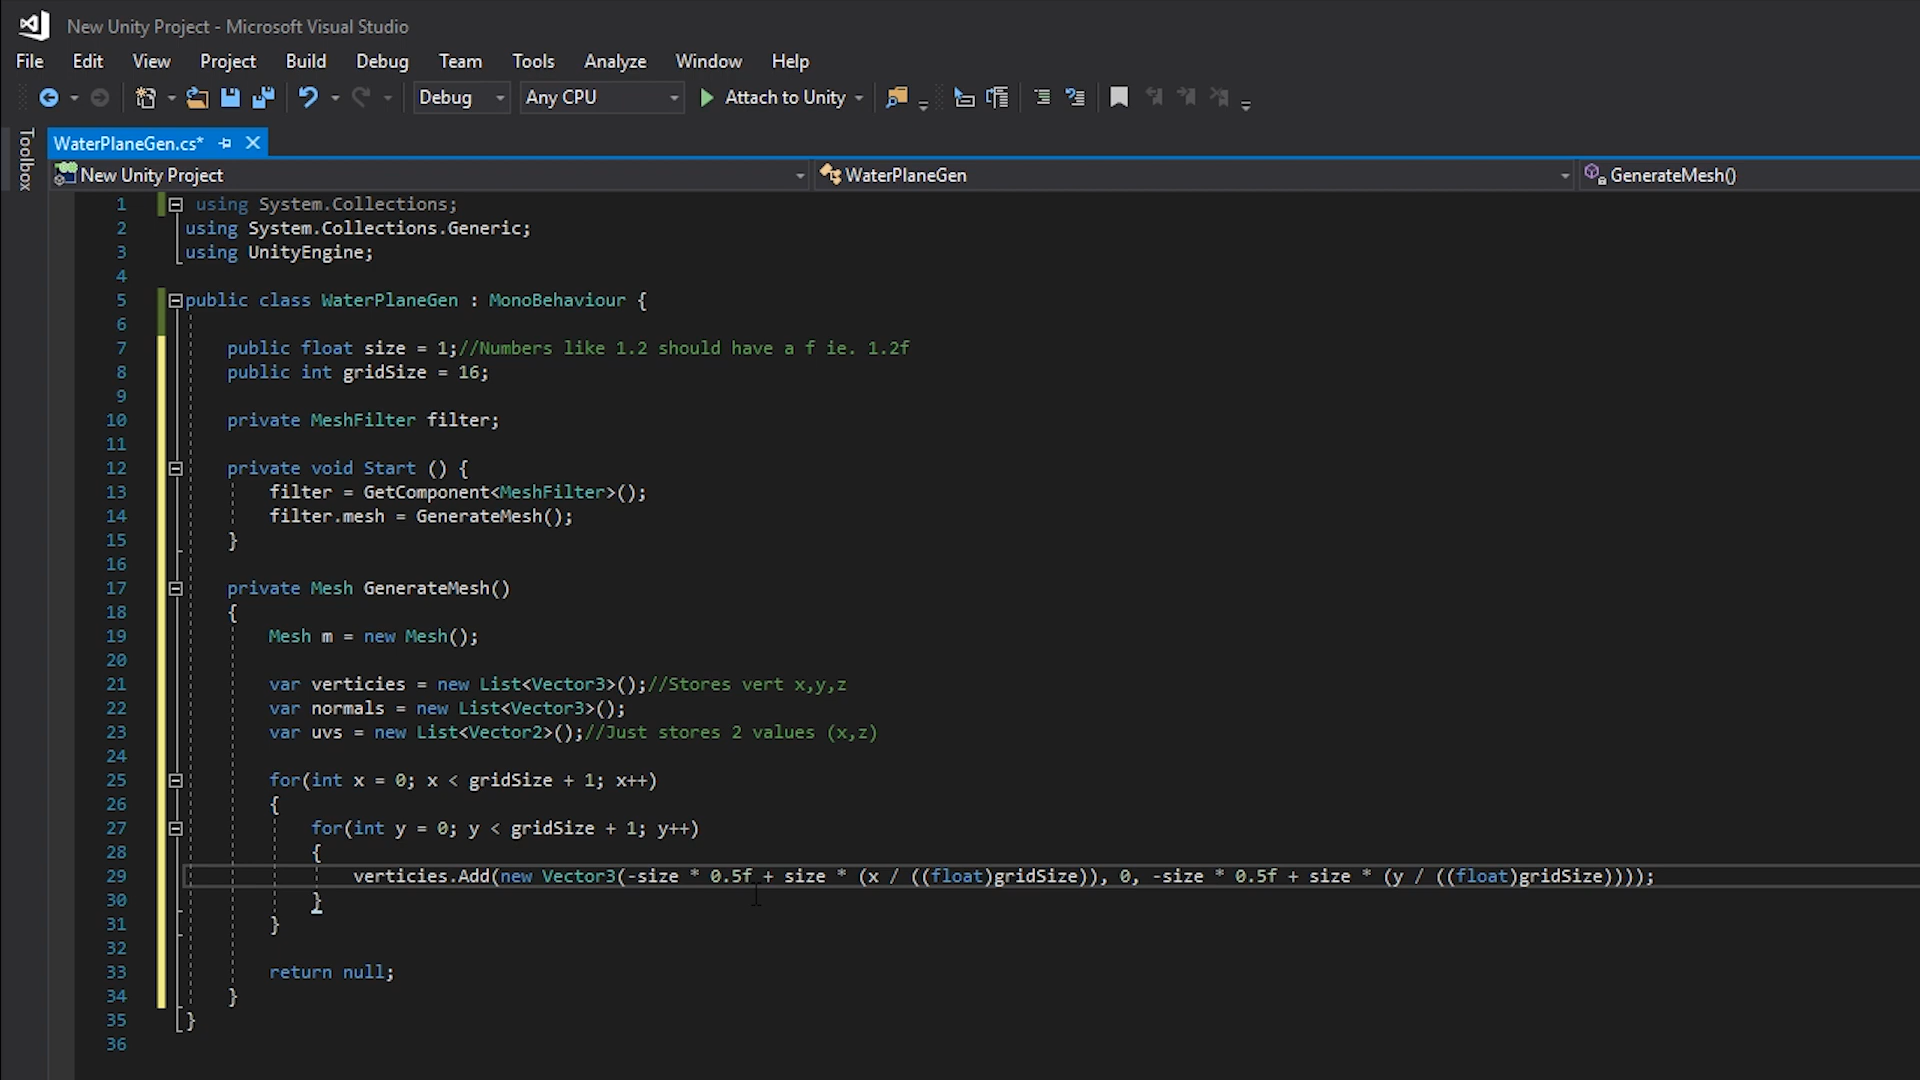 New Unity Project - Microsoft Visual Studio
File Edit View Project Build Debug Team Tools Analyze Window Help
Debug Any CPU Attach to Unity
Toolbox
WaterPlaneGen.cs*
New Unity Project WaterPlaneGen GenerateMesh()
1 using System.Collections;
2 using System.Collections.Generic;
3 using UnityEngine;
4
5 public class WaterPlaneGen : MonoBehaviour {
6
7 public float size = 1;//Numbers like 1.2 should have a f ie. 1.2f
8 public int gridSize = 16;
9
10 private MeshFilter filter;
11
12 private void Start () {
13 filter = GetComponent<MeshFilter>();
14 filter.mesh = GenerateMesh();
15 }
16
17 private Mesh GenerateMesh()
18 {
19 Mesh m = new Mesh();
20
21 var verticies = new List<Vector3>();//Stores vert x,y,z
22 var normals = new List<Vector3>();
23 var uvs = new List<Vector2>();//Just stores 2 values (x,z)
24
25 for(int x = 0; x < gridSize + 1; x++)
26 {
27 for(int y = 0; y < gridSize + 1; y++)
28 {
29 verticies.Add(new Vector3(-size * 0.5f + size * (x / ((float)gridSize)), 0, -size * 0.5f + size * (y / ((float)gridSize))));
30 }
31 }
32
33 return null;
34 }
35 }
36